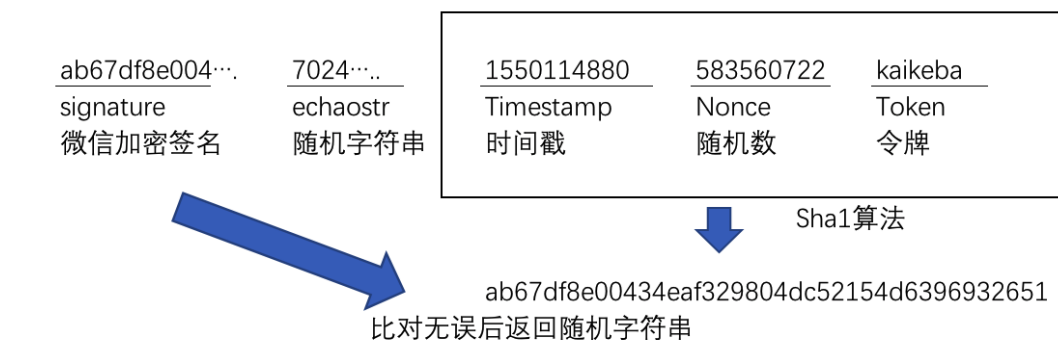 ab67df8e004…. 7024….. 1550114880 583560722 kaikeba
signature echaostr Timestamp Nonce Token
微信加密签名 随机字符串 时间戳 随机数 令牌
Sha1算法
ab67df8e00434eaf329804dc52154d6396932651
比对无误后返回随机字符串